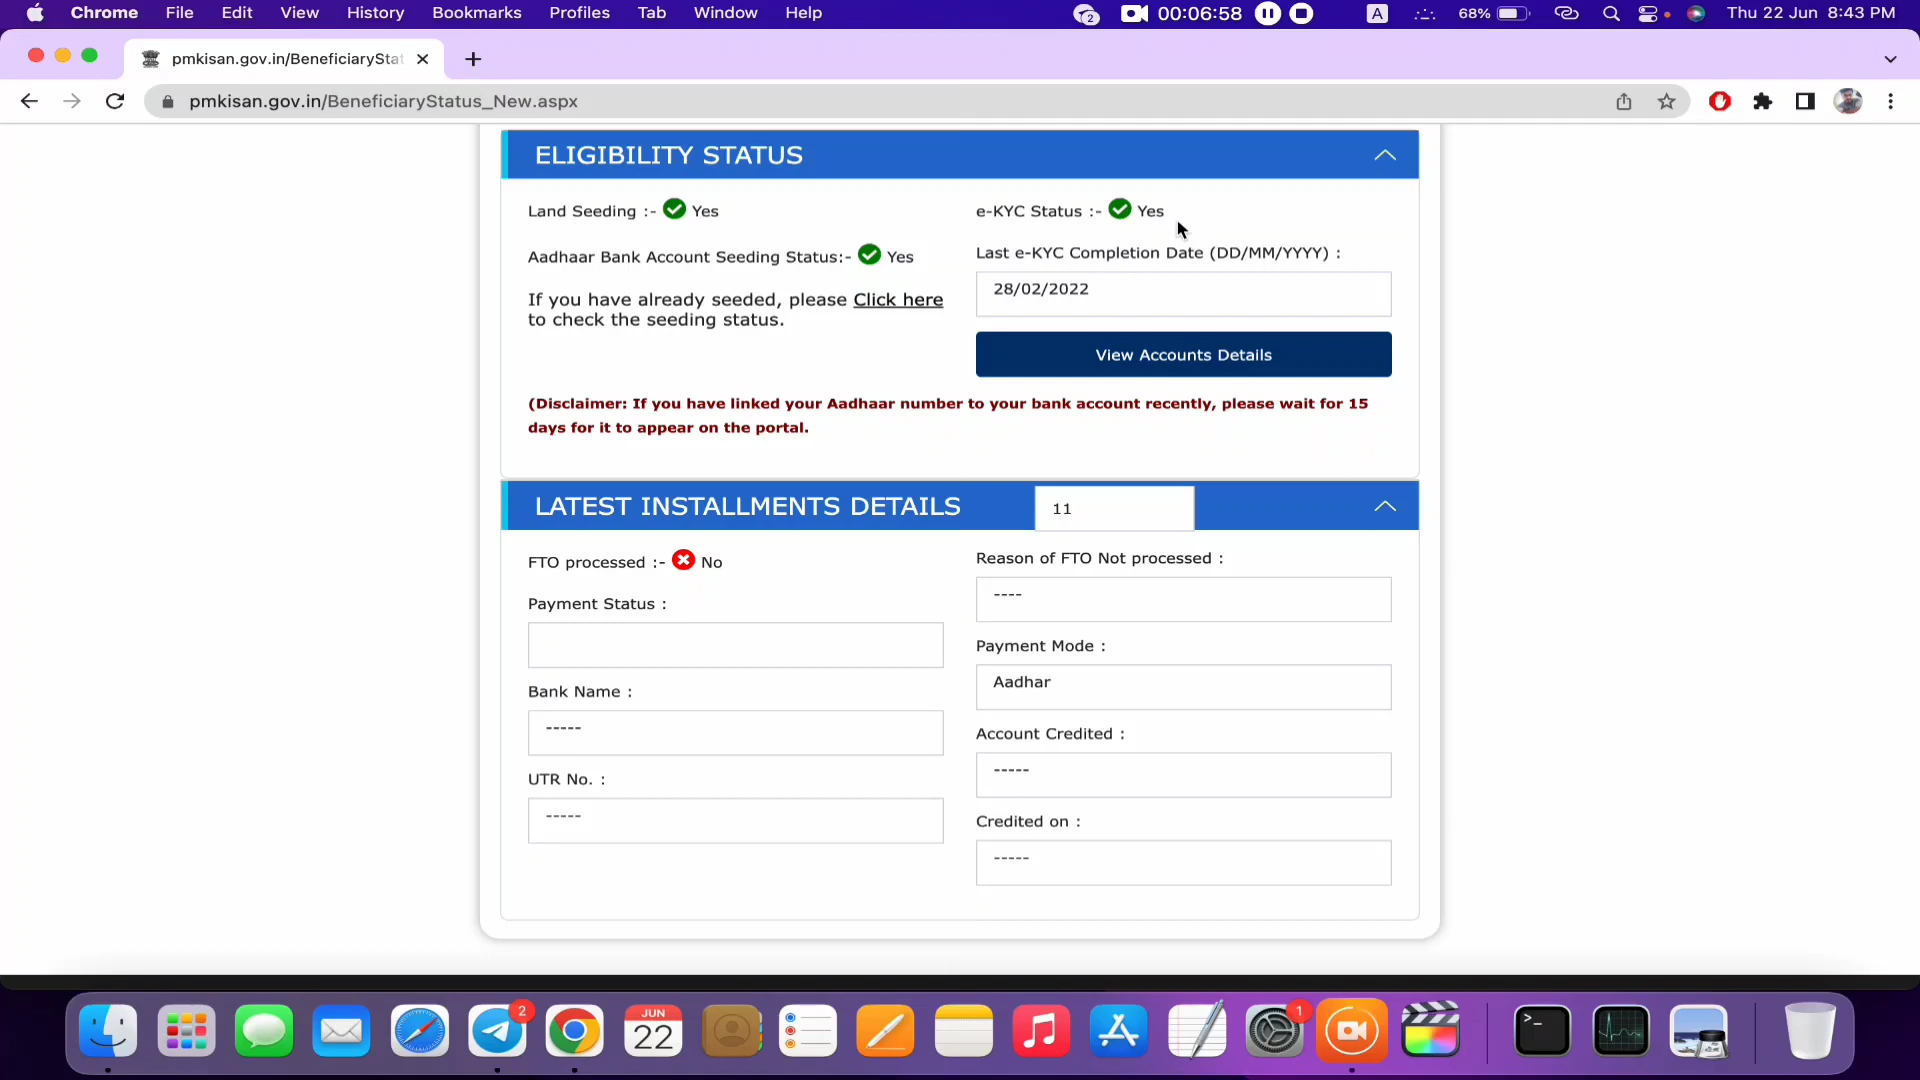 Chrome File Edit View History Bookmarks Profiles Tab Window Help 2 00:06:58 A 68% Thu 22 Jun 8:43 PM
pmkisan.gov.in/BeneficiaryStat
pmkisan.gov.in/BeneficiaryStatus_New.aspx
ELIGIBILITY STATUS
Land Seeding :- Yes
e-KYC Status :- Yes
Aadhaar Bank Account Seeding Status:- Yes
Last e-KYC Completion Date (DD/MM/YYYY) :
28/02/2022
If you have already seeded, please Click here
to check the seeding status.
View Accounts Details
(Disclaimer: If you have linked your Aadhaar number to your bank account recently, please wait for 15
days for it to appear on the portal.
LATEST INSTALLMENTS DETAILS 11
FTO processed :- No
Reason of FTO Not processed :
----
Payment Status :
Payment Mode :
Aadhar
Bank Name :
-----
Account Credited :
-----
UTR No. :
-----
Credited on :
-----
2
JUN
22
1
>_